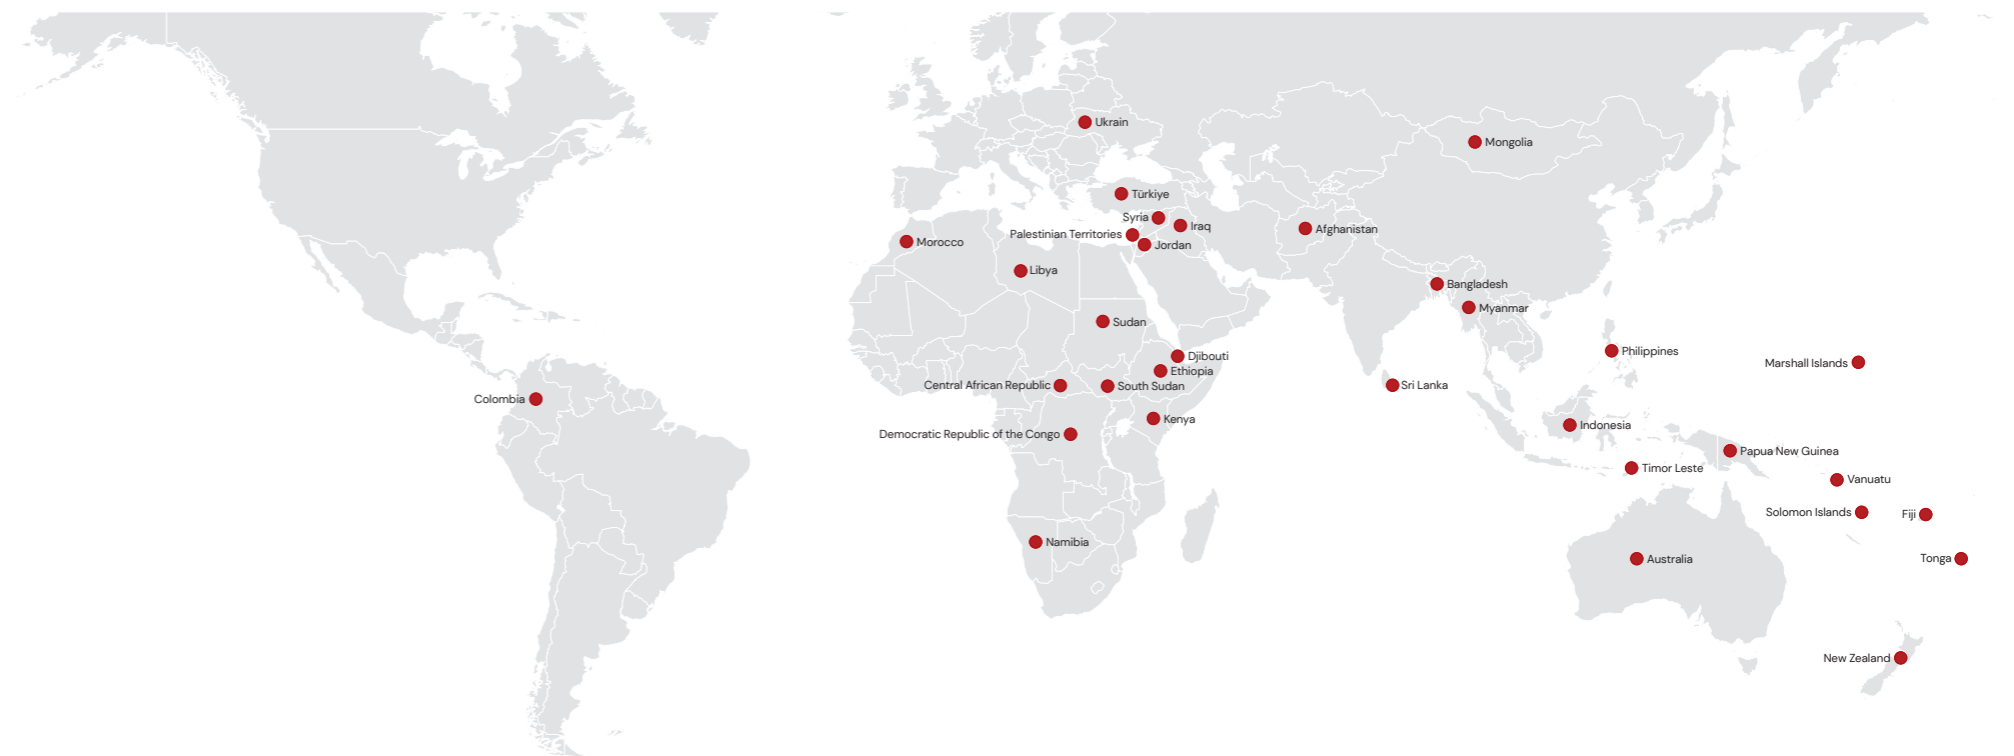 Ukrain
Mongolia
Türkiye
Syria
Iraq
Palestinian Territories
Jordan
Afghanistan
Morocco
Libya
Bangladesh
Myanmar
Sudan
Philippines
Djibouti
Marshall Islands
Ethiopia
Central African Republic
South Sudan
Sri Lanka
Colombia
Kenya
Indonesia
Democratic Republic of the Congo
Papua New Guinea
Timor Leste
Vanuatu
Solomon Islands
Fiji
Namibia
Australia
Tonga
New Zealand